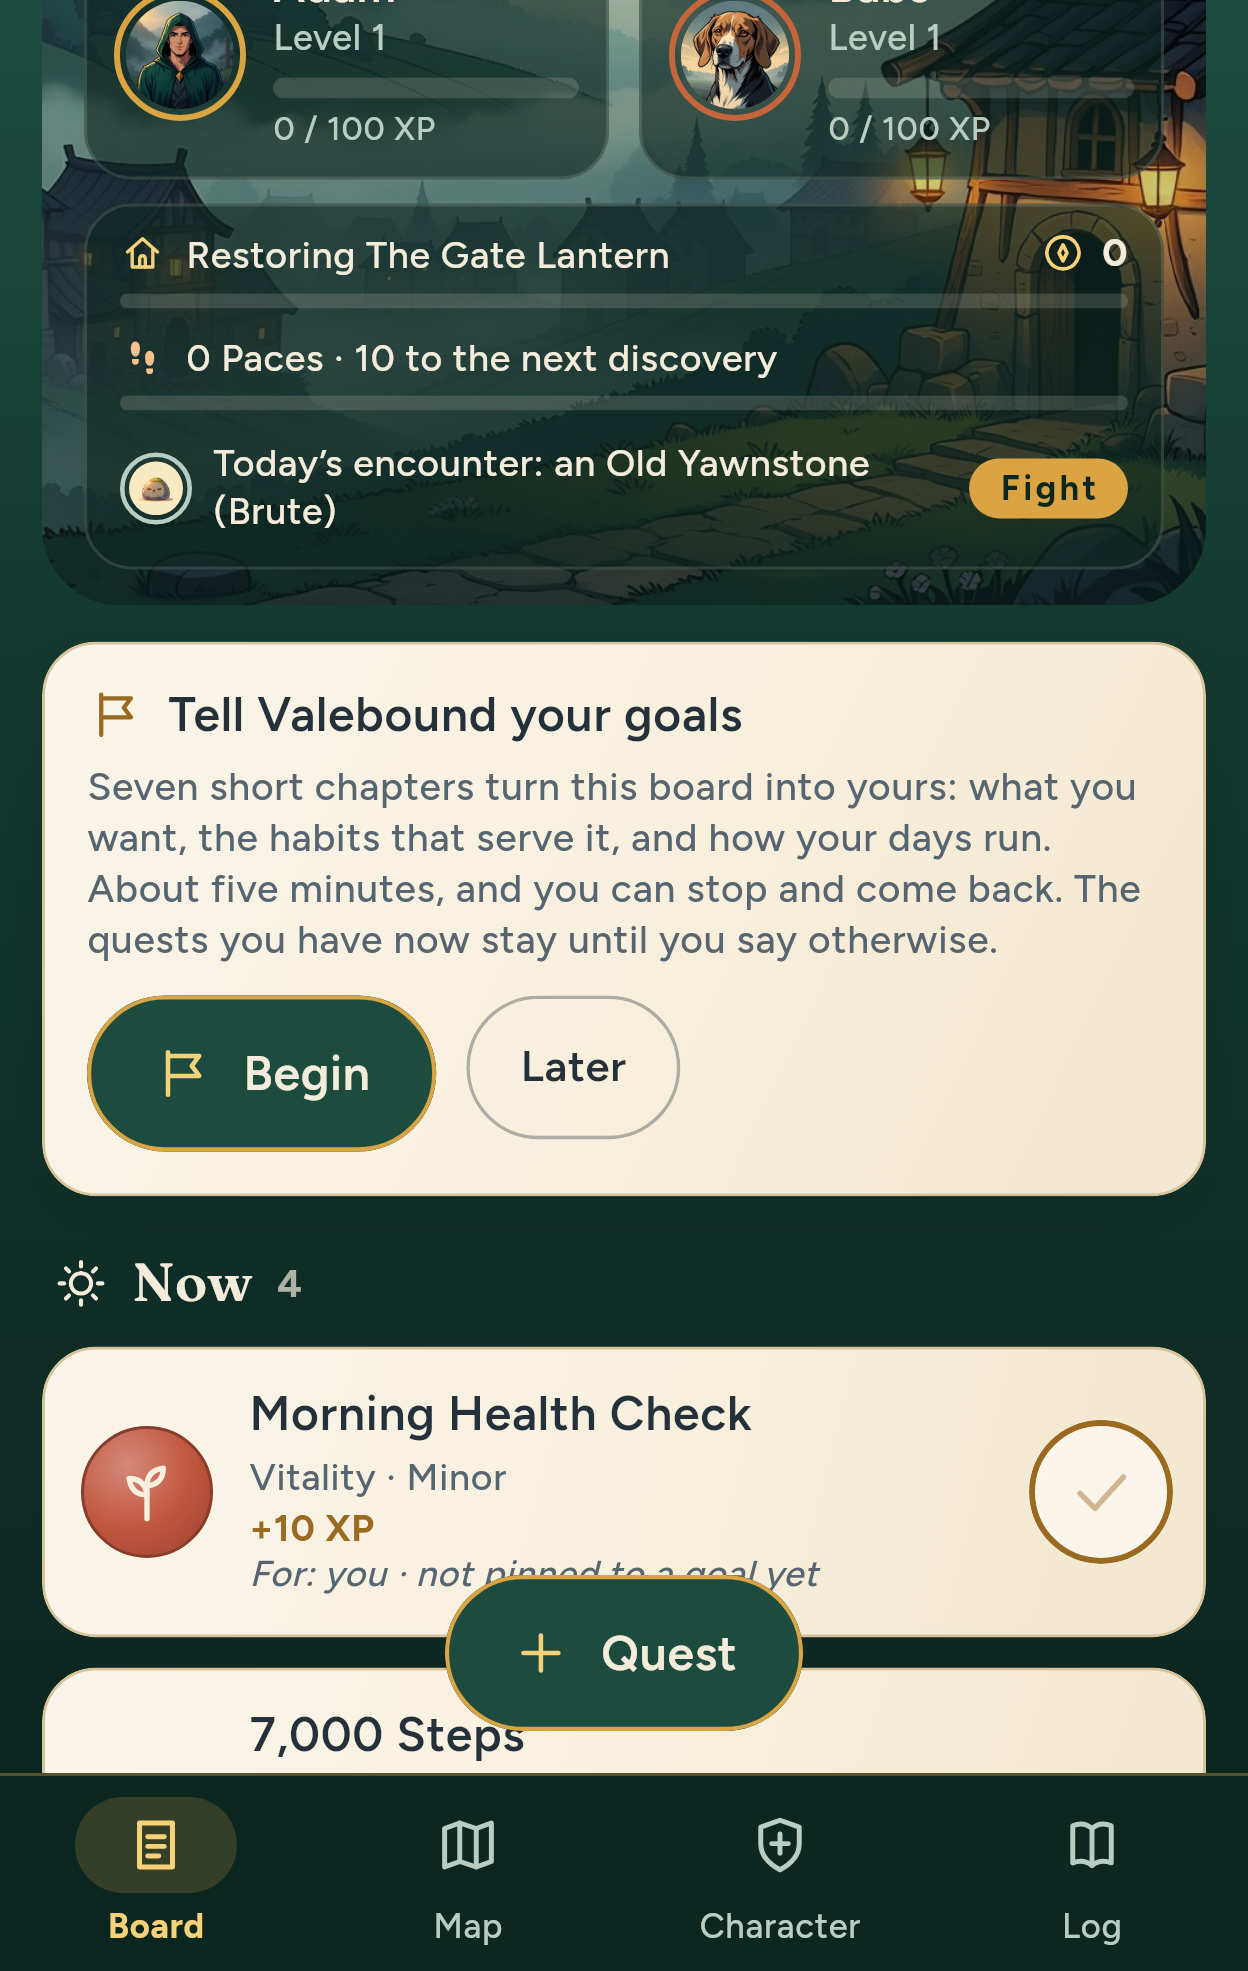 Level 1
0 / 100 XP
Level 1
0 / 100 XP
Restoring The Gate Lantern
0
0 Paces · 10 to the next discovery
Today’s encounter: an Old Yawnstone
(Brute)
Fight
Tell Valebound your goals
Seven short chapters turn this board into yours: what you
want, the habits that serve it, and how your days run.
About five minutes, and you can stop and come back. The
quests you have now stay until you say otherwise.
Begin
Later
Now 4
Morning Health Check
Vitality · Minor
+10 XP
For: you · not pinned to a goal yet
Quest
7,000 Steps
Board
Map
Character
Log